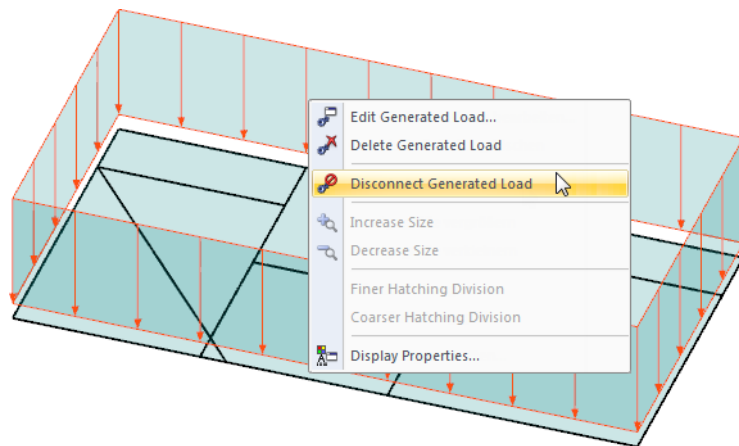 Edit Generated Load...
Delete Generated Load
Disconnect Generated Load
Increase Size
Decrease Size
Finer Hatching Division
Coarser Hatching Division
Display Properties...